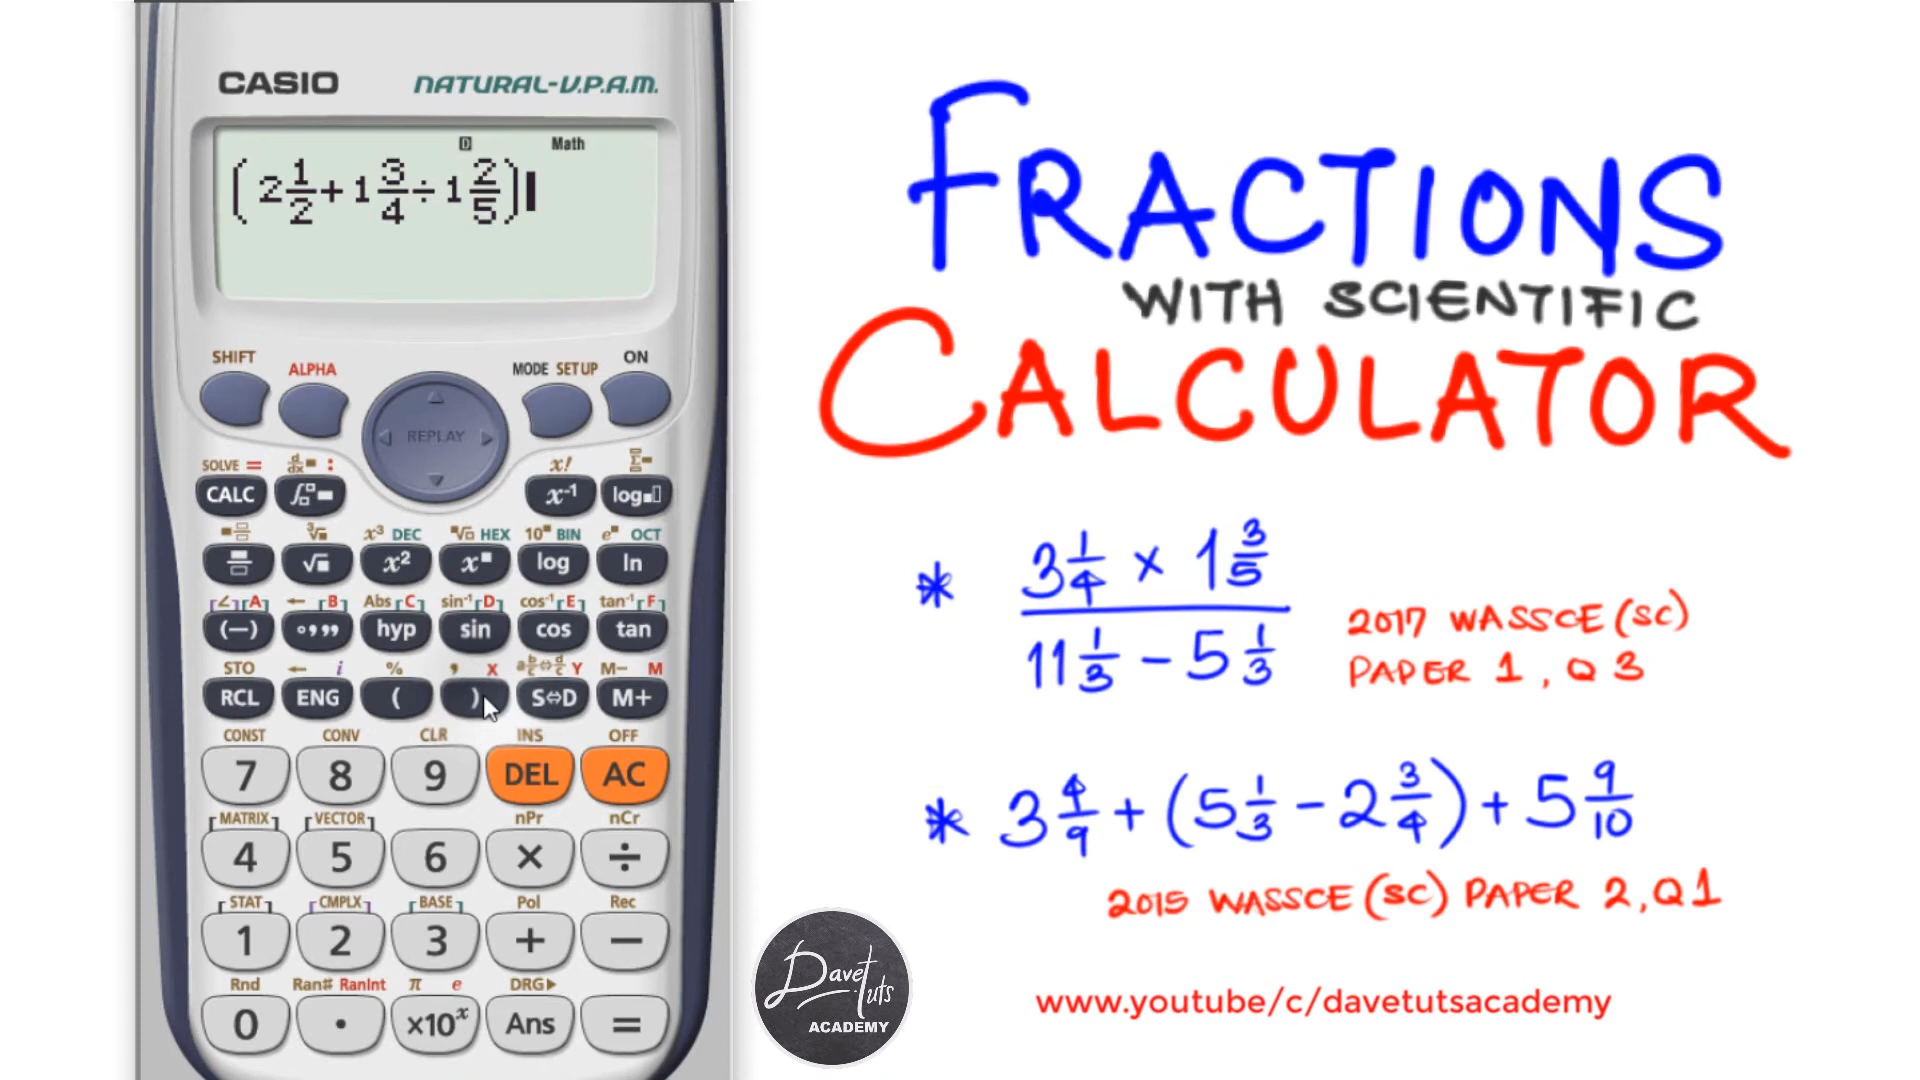 CASIO NATURAL-V.P.A.M.
D Math
(2 1/2 + 1 3/4 ÷ 1 2/5)
SHIFT ALPHA MODE SETUP ON
REPLAY
SOLVE = d/dx : x! Σ
CALC ∫ x⁻¹ log
³√ x³ DEC √ HEX 10 BIN e OCT
√ x² x log ln
∠ A ← B Abs C sin⁻¹ D cos⁻¹ E tan⁻¹ F
(−) °,,, hyp sin cos tan
STO ← i % , X a b/c⇔d/c Y M− M
RCL ENG ( ) S⇔D M+
CONST CONV CLR INS OFF
7 8 9 DEL AC
MATRIX VECTOR nPr nCr
4 5 6 × ÷
STAT CMPLX BASE Pol Rec
1 2 3 + −
Rnd Ran# RanInt π e DRG▶
0 . ×10ˣ Ans =
FRACTIONS
WITH SCIENTIFIC
CALCULATOR
* (3 1/4 × 1 3/5) / (11 1/3 − 5 1/3)
2017 WASSCE (SC)
PAPER 1, Q 3
* 3 4/9 + (5 1/3 − 2 3/4) + 5 9/10
2015 WASSCE (SC) PAPER 2, Q1
Davet
tuts
ACADEMY
www.youtube/c/davetutsacademy